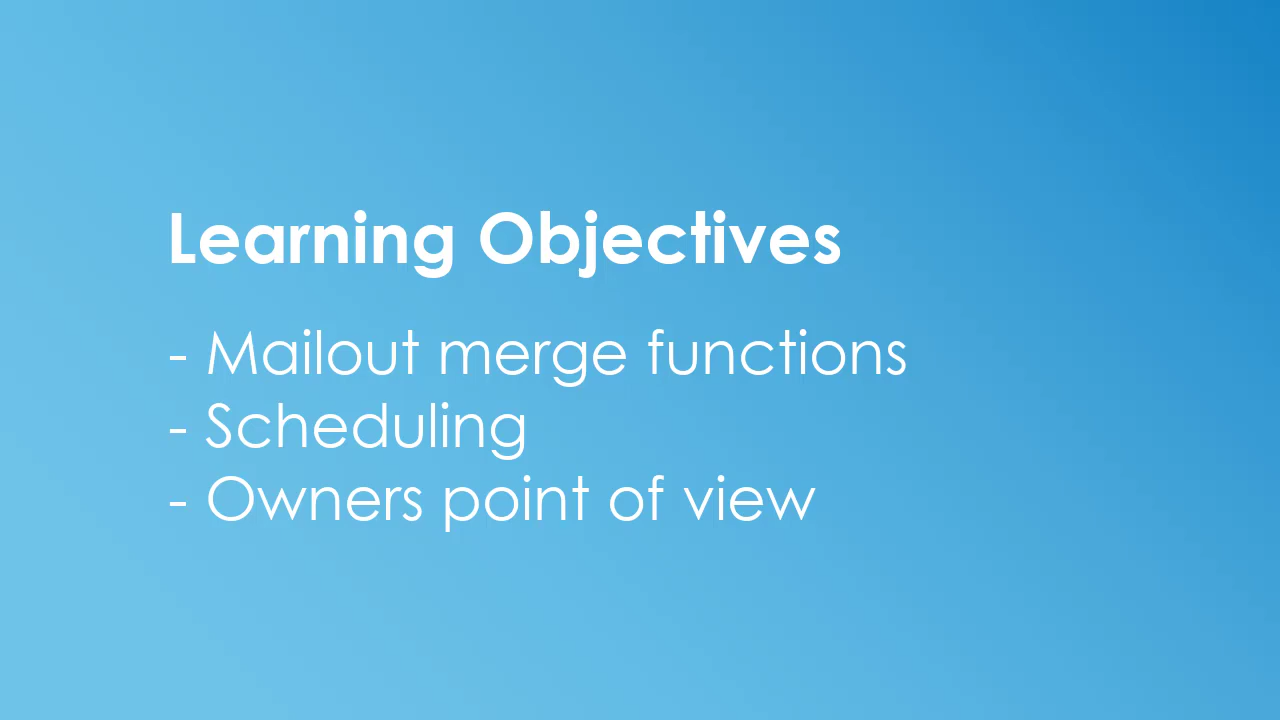 Learning Objectives
- Mailout merge functions
- Scheduling
- Owners point of view